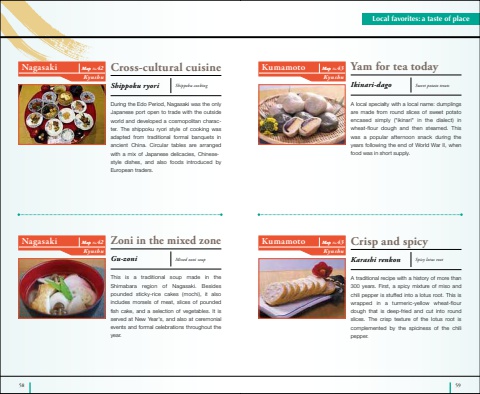 Local favorites: a taste of place
Nagasaki
Map No.42
Kyushu
Cross-cultural cuisine
Shippoku ryori
Shippoku cooking
During the Edo Period, Nagasaki was the only
Japanese port open to trade with the outside
world and developed a cosmopolitan charac-
ter. The shippoku ryori style of cooking was
adapted from traditional formal banquets in
ancient China. Circular tables are arranged
with a mix of Japanese delicacies, Chinese-
style dishes, and also foods introduced by
European traders.
Nagasaki
Map No.42
Kyushu
Zoni in the mixed zone
Gu-zoni
Mixed zoni soup
This is a traditional soup made in the
Shimabara region of Nagasaki. Besides
pounded sticky-rice cakes (mochi), it also
includes morsels of meat, slices of pounded
fish cake, and a selection of vegetables. It is
served at New Year's, and also at ceremonial
events and formal celebrations throughout the
year.
58
Kumamoto
Map No.43
Kyushu
Yam for tea today
Ikinari-dago
Sweet potato treats
A local specialty with a local name: dumplings
are made from round slices of sweet potato
encased simply ("ikinari" in the dialect) in
wheat-flour dough and then steamed. This
was a popular afternoon snack during the
years following the end of World War II, when
food was in short supply.
Kumamoto
Map No.43
Kyushu
Crisp and spicy
Karashi renkon
Spicy lotus root
A traditional recipe with a history of more than
300 years. First, a spicy mixture of miso and
chili pepper is stuffed into a lotus root. This is
wrapped in a turmeric-yellow wheat-flour
dough that is deep-fried and cut into round
slices. The crisp texture of the lotus root is
complemented by the spiciness of the chili
pepper.
59